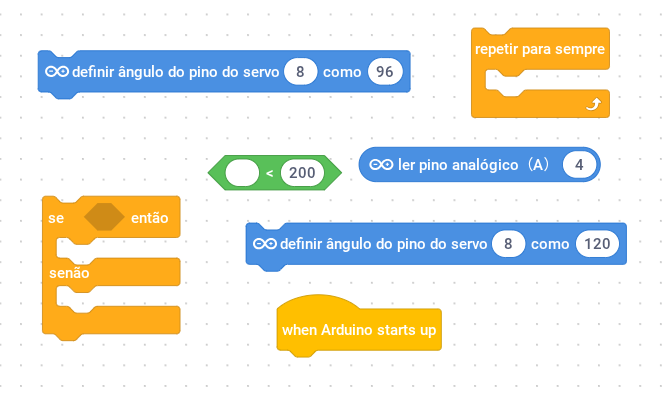 repetir para sempre
definir ângulo do pino do servo 8 como 96
< 200
ler pino analógico (A) 4
se então
senão
definir ângulo do pino do servo 8 como 120
when Arduino starts up